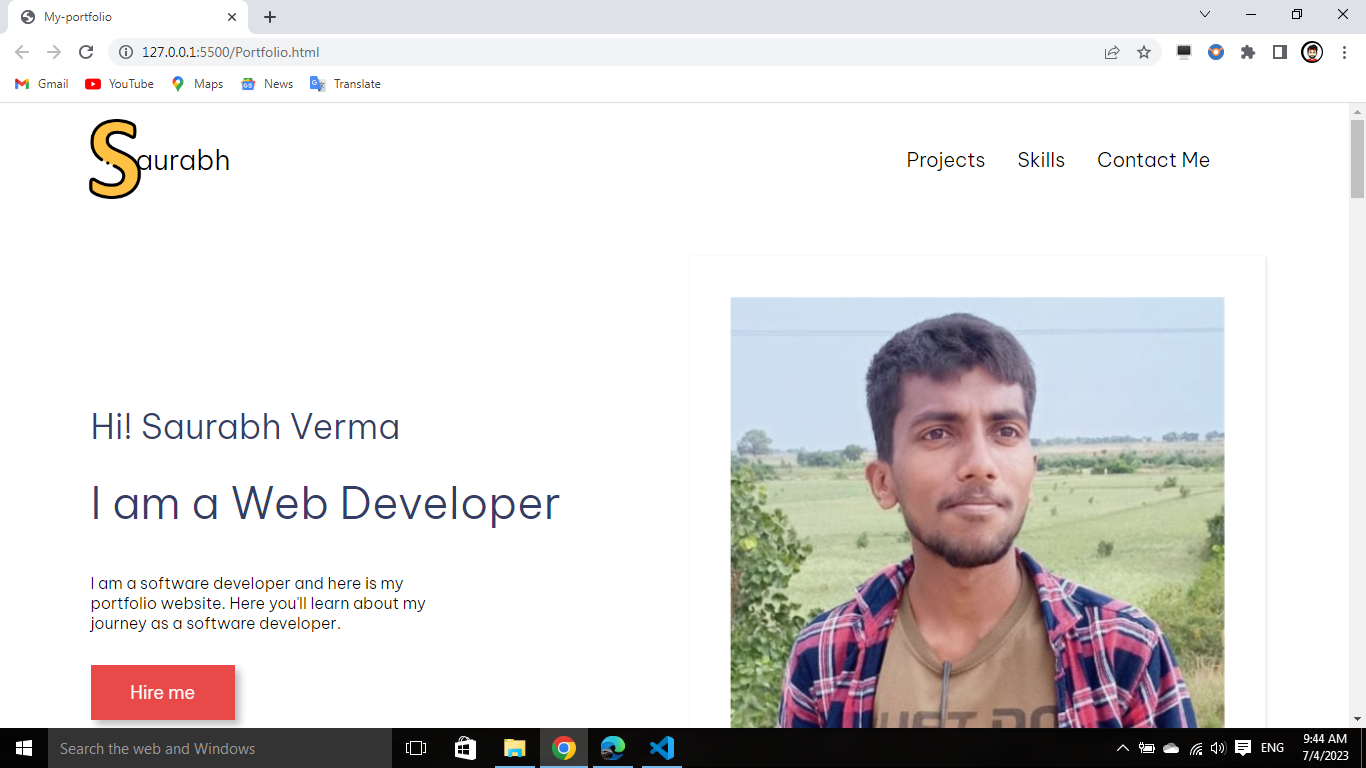 My-portfolio
127.0.0.1:5500/Portfolio.html
Gmail YouTube Maps News Translate
Saurabh
Projects Skills Contact Me
Hi! Saurabh Verma
I am a Web Developer
I am a software developer and here is my
portfolio website. Here you'll learn about my
journey as a software developer.
Hire me
JUST DO
Search the web and Windows
ENG
9:44 AM
7/4/2023